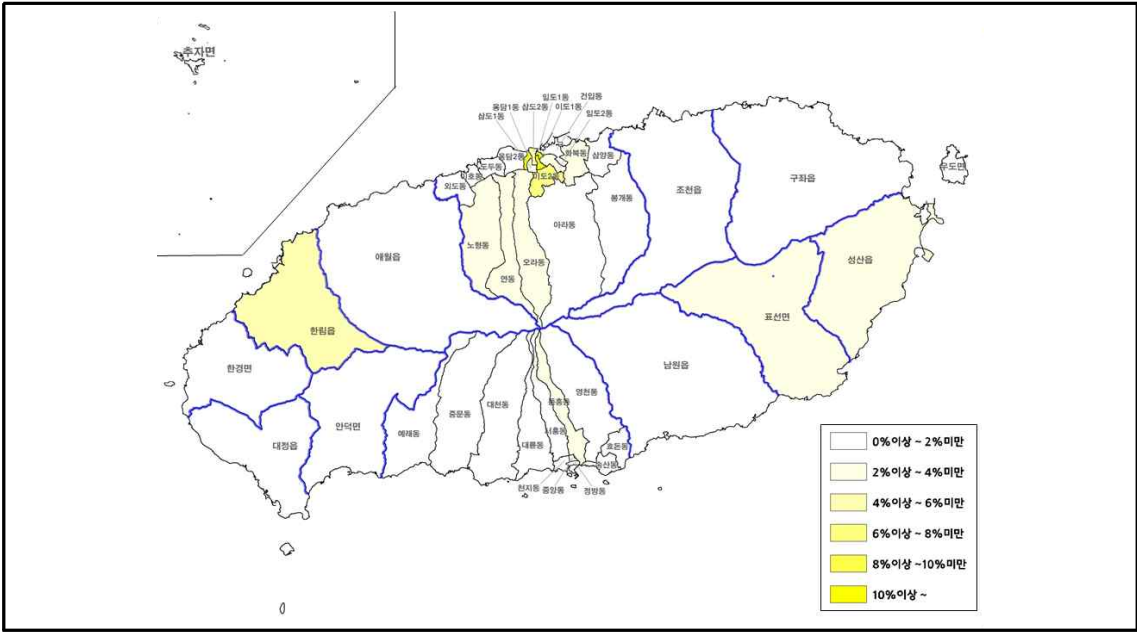 추자면
일도1동
건입동
용담1동
삼도2동
이도1동
삼도1동
일도2동
용담2동
화북동
삼양동
도두동
이호동
이도2동
외도동
봉개동
조천읍
구좌읍
우도면
아라동
노형동
애월읍
오라동
연동
성산읍
표선면
한림읍
남원읍
한경면
영천동
동홍동
대천동
중문동
안덕면
예래동
서홍동
대륜동
효돈동
대정읍
송산동
천지동
중앙동
정방동
0%이상 ~ 2%미만
2%이상 ~ 4%미만
4%이상 ~ 6%미만
6%이상 ~ 8%미만
8%이상 ~10%미만
10%이상 ~